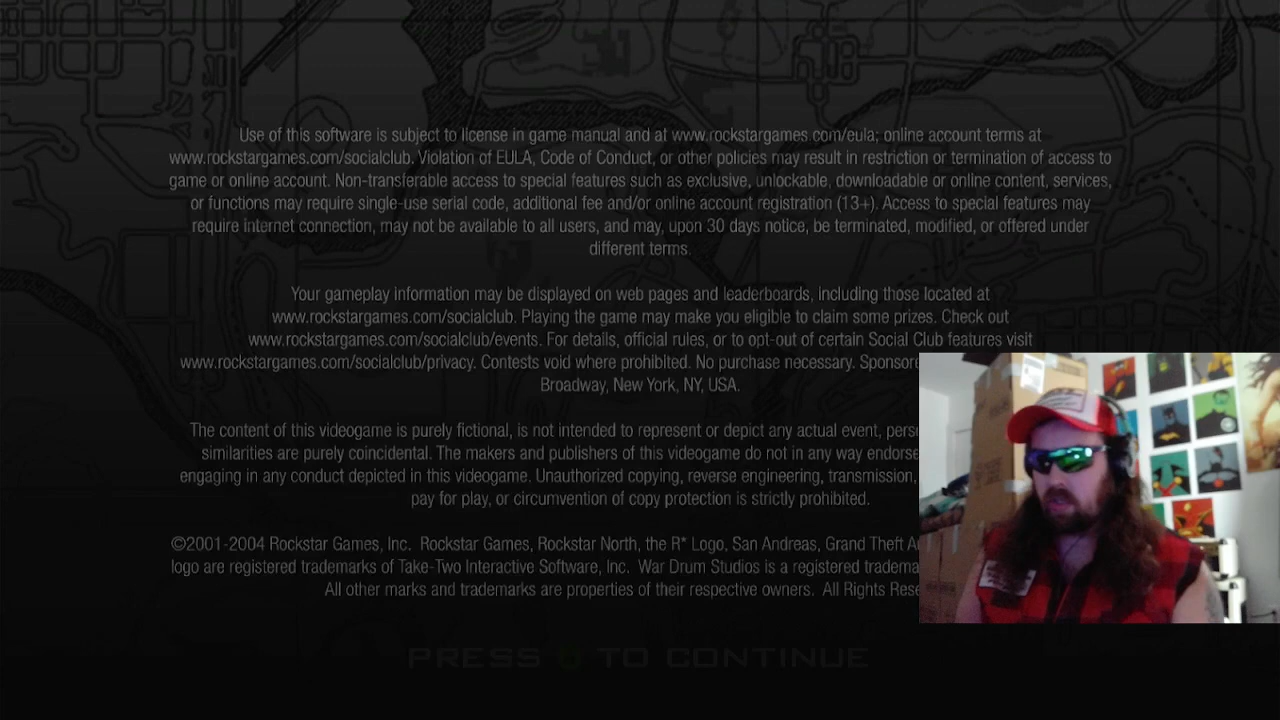 Use of this software is subject to license in game manual and at www.rockstargames.com/eula; online account terms at
www.rockstargames.com/socialclub. Violation of EULA, Code of Conduct, or other policies may result in restriction or termination of access to
game or online account. Non-transferable access to special features such as exclusive, unlockable, downloadable or online content, services,
or functions may require single-use serial code, additional fee and/or online account registration (13+). Access to special features may
require internet connection, may not be available to all users, and may, upon 30 days notice, be terminated, modified, or offered under
different terms.
Your gameplay information may be displayed on web pages and leaderboards, including those located at
www.rockstargames.com/socialclub. Playing the game may make you eligible to claim some prizes. Check out
www.rockstargames.com/socialclub/events. For details, official rules, or to opt-out of certain Social Club features visit
www.rockstargames.com/socialclub/privacy. Contests void where prohibited. No purchase necessary.
Broadway, New York, NY, USA.
The content of this videogame is purely fictional, is not intended to represent or depict any actual event,
similarities are purely coincidental. The makers and publishers of this videogame do not in any way
engaging in any conduct depicted in this videogame. Unauthorized copying, reverse engineering, transmission,
pay for play, or circumvention of copy protection is strictly prohibited.
©2001-2004 Rockstar Games, Inc. Rockstar Games, Rockstar North, the R* Logo, San Andreas, Grand Theft
logo are registered trademarks of Take-Two Interactive Software, Inc. War Drum Studios is a registered
All other marks and trademarks are properties of their respective owners. All Rights
PRESS A TO CONTINUE